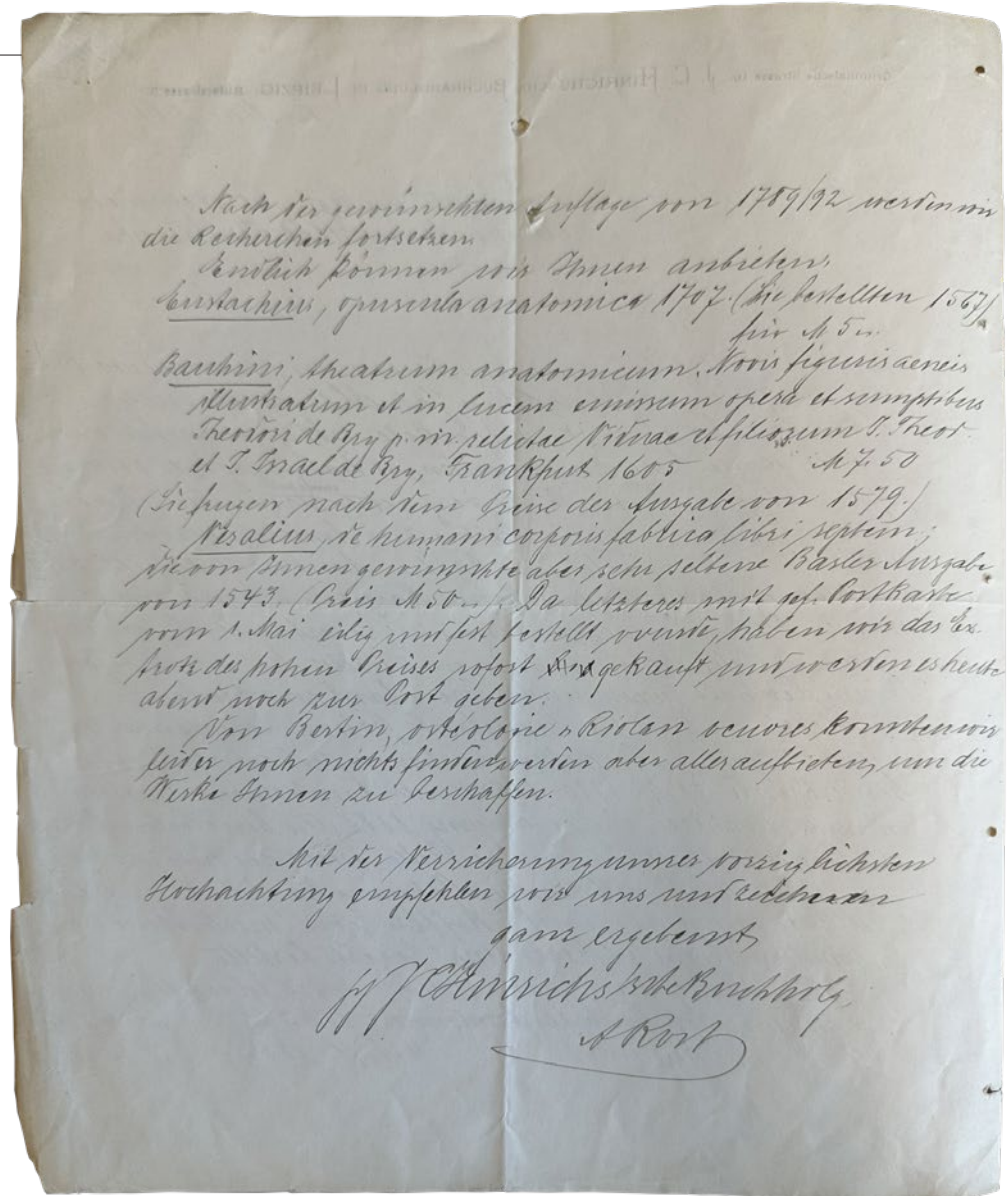 Nach der gewünschten Auflage von 1789/92 werden wir
die Recherchen fortsetzen.
Endlich können wir Ihnen anbieten:
Eustachius, opuscula anatomica 1707. (Sie bestellten 1567)
für M 5.–
Bauhini, theatrum anatomicum. Novis figuris aeneis
illustratum et in lucem emissum opera et sumptibus
Theodori de Bry p. m. relictae Viduae et filiorum J. Theod.
et J. Israel de Bry, Frankfurt 1605 M 7.50
(Sie frugen nach dem Preise der Ausgabe von 1579.)
Vesalius, de humani corporis fabrica libri septem;
die von Ihnen gewünschte aber sehr seltene Basler Ausgabe
von 1543. (Preis M 50.–). Da letzteres mit gef. Postkarte
vom 1. Mai eilig und fest bestellt wurde, haben wir das Ex.
trotz des hohen Preises sofort gekauft und werden es heute
abend noch zur Post geben.
Von Bertin, ostéologie u. Riolan oeuvres konnten wir
leider noch nichts finden, werden aber alles aufbieten, um die
Werke Ihnen zu beschaffen.
Mit der Versicherung unsrer vorzüglichsten
Hochachtung empfehlen wir uns und zeichnen
ganz ergebenst
J C Hinrichs'sche Buchholg.
A Rost